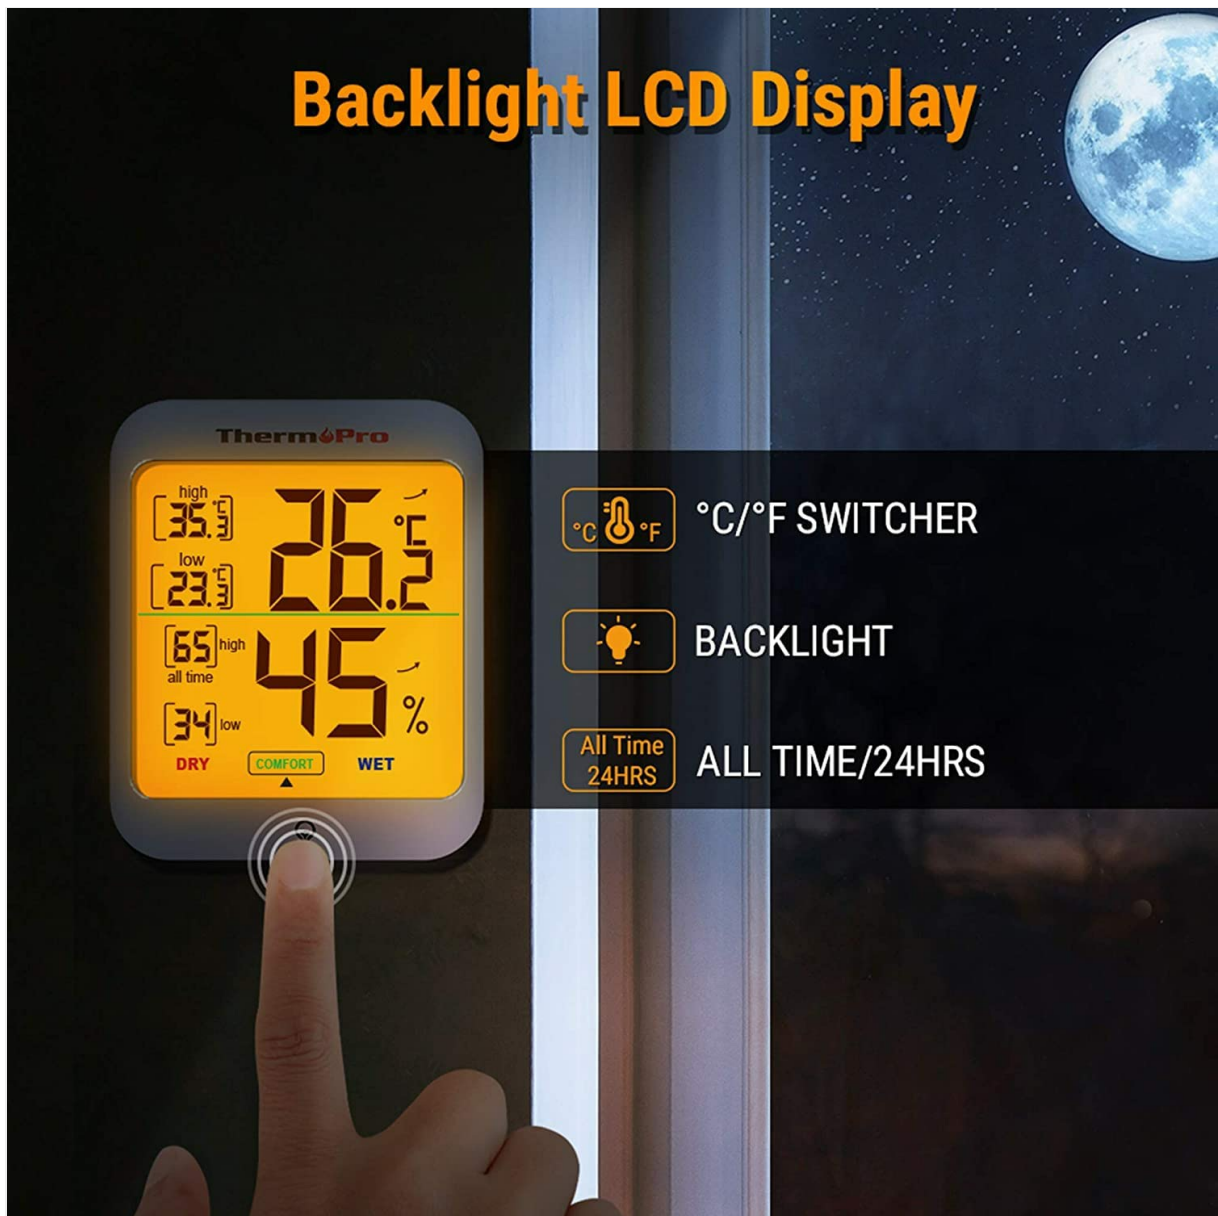 Backlight LCD Display
ThermoPro
high
35.3 °C
26.2 °C
low
23.3 °C
65 high
all time
45 %
34 low
DRY COMFORT WET
°C °F °C/°F SWITCHER
BACKLIGHT
All Time
24HRS
ALL TIME/24HRS